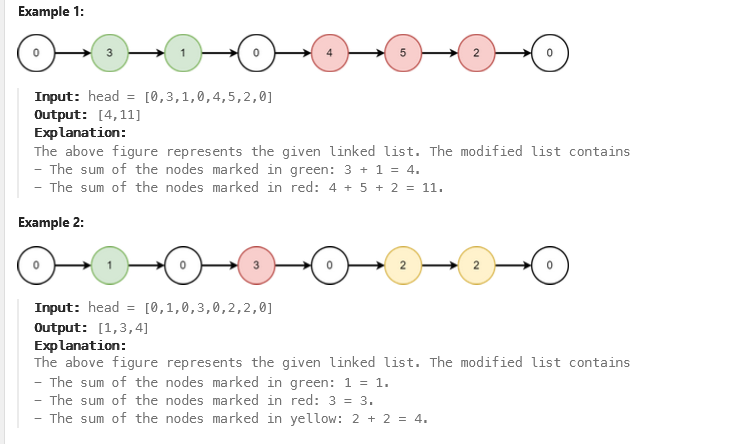 Example 1:
0 3 1 0 4 5 2 0
Input: head = [0,3,1,0,4,5,2,0]
Output: [4,11]
Explanation:
The above figure represents the given linked list. The modified list contains
- The sum of the nodes marked in green: 3 + 1 = 4.
- The sum of the nodes marked in red: 4 + 5 + 2 = 11.
Example 2:
0 1 0 3 0 2 2 0
Input: head = [0,1,0,3,0,2,2,0]
Output: [1,3,4]
Explanation:
The above figure represents the given linked list. The modified list contains
- The sum of the nodes marked in green: 1 = 1.
- The sum of the nodes marked in red: 3 = 3.
- The sum of the nodes marked in yellow: 2 + 2 = 4.